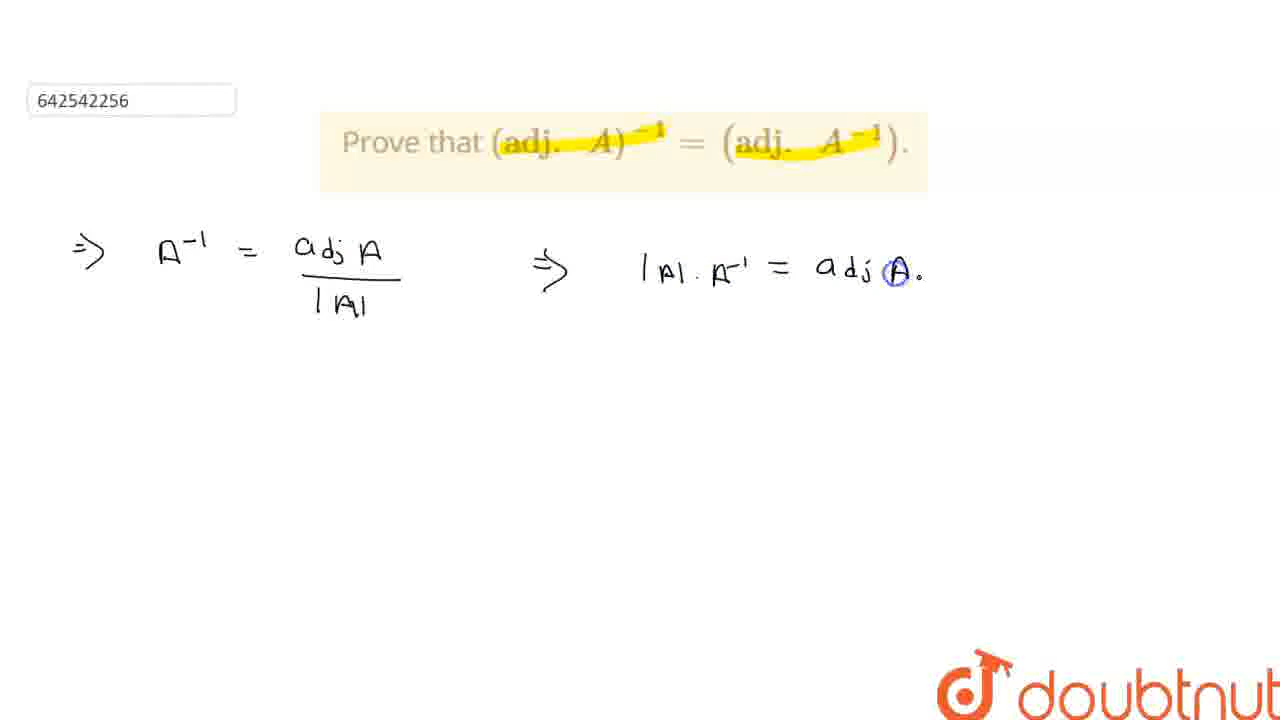 642542256
Prove that (adj. A)⁻¹ = (adj. A⁻¹).
⇒ A⁻¹ = adj A / |A| ⇒ |A| . A⁻¹ = adj A.
doubtnut